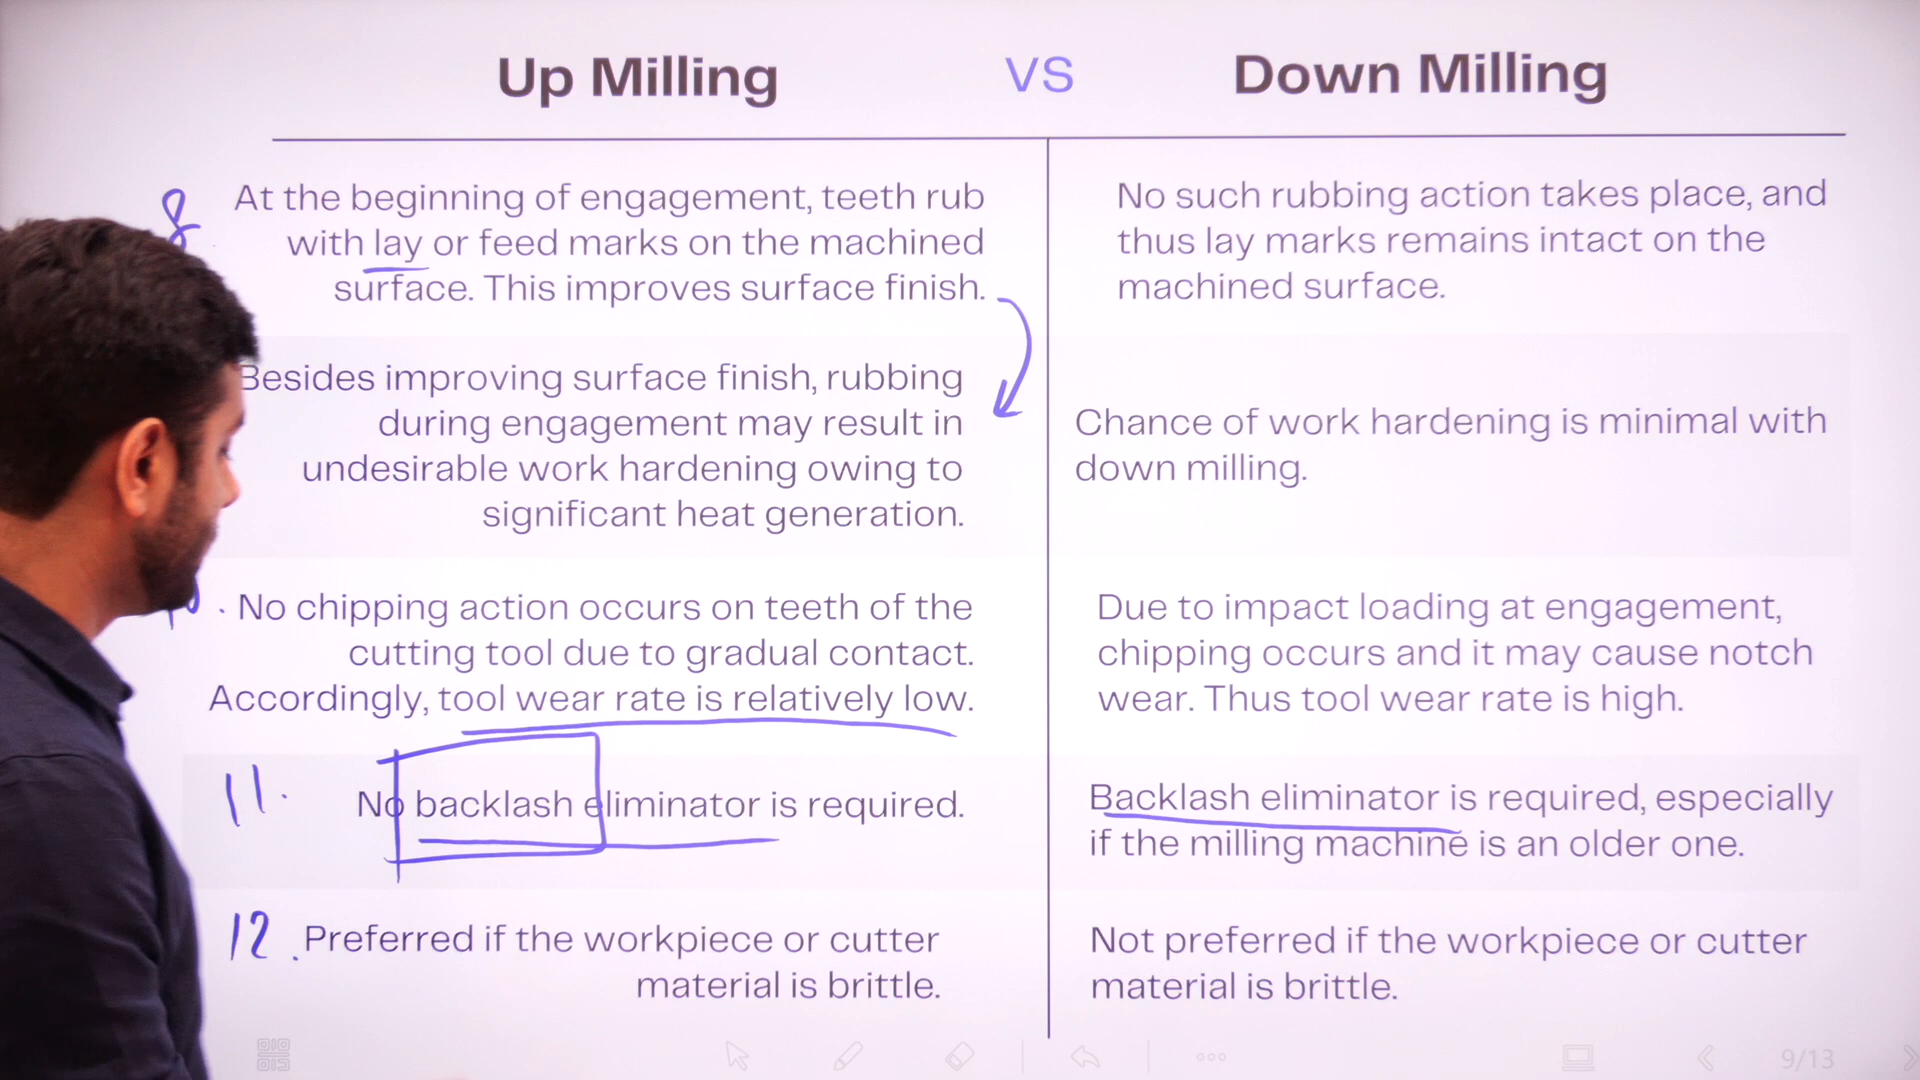 Up Milling VS Down Milling
8
At the beginning of engagement, teeth rub
with lay or feed marks on the machined
surface. This improves surface finish.
No such rubbing action takes place, and
thus lay marks remains intact on the
machined surface.
Besides improving surface finish, rubbing
during engagement may result in
undesirable work hardening owing to
significant heat generation.
Chance of work hardening is minimal with
down milling.
. No chipping action occurs on teeth of the
cutting tool due to gradual contact.
Accordingly, tool wear rate is relatively low.
Due to impact loading at engagement,
chipping occurs and it may cause notch
wear. Thus tool wear rate is high.
11.
No backlash eliminator is required.
Backlash eliminator is required, especially
if the milling machine is an older one.
12.
Preferred if the workpiece or cutter
material is brittle.
Not preferred if the workpiece or cutter
material is brittle.
9/13